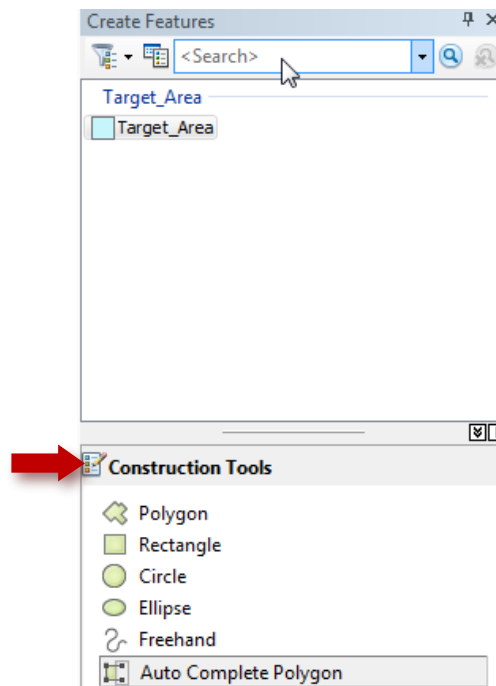 Create Features
<Search>
Target_Area
Target_Area
Construction Tools
Polygon
Rectangle
Circle
Ellipse
Freehand
Auto Complete Polygon